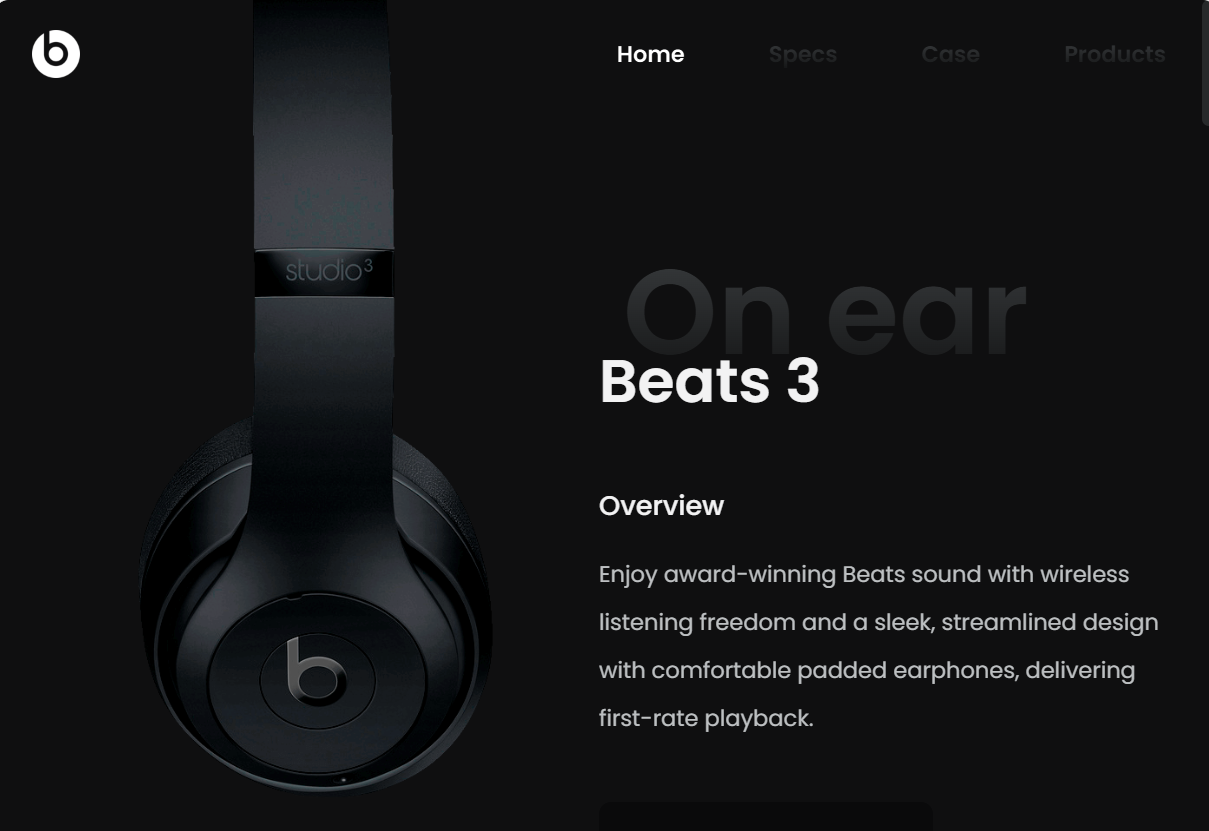 Home Specs Case Products
studio3
On ear
Beats 3
Overview
Enjoy award-winning Beats sound with wireless
listening freedom and a sleek, streamlined design
with comfortable padded earphones, delivering
first-rate playback.